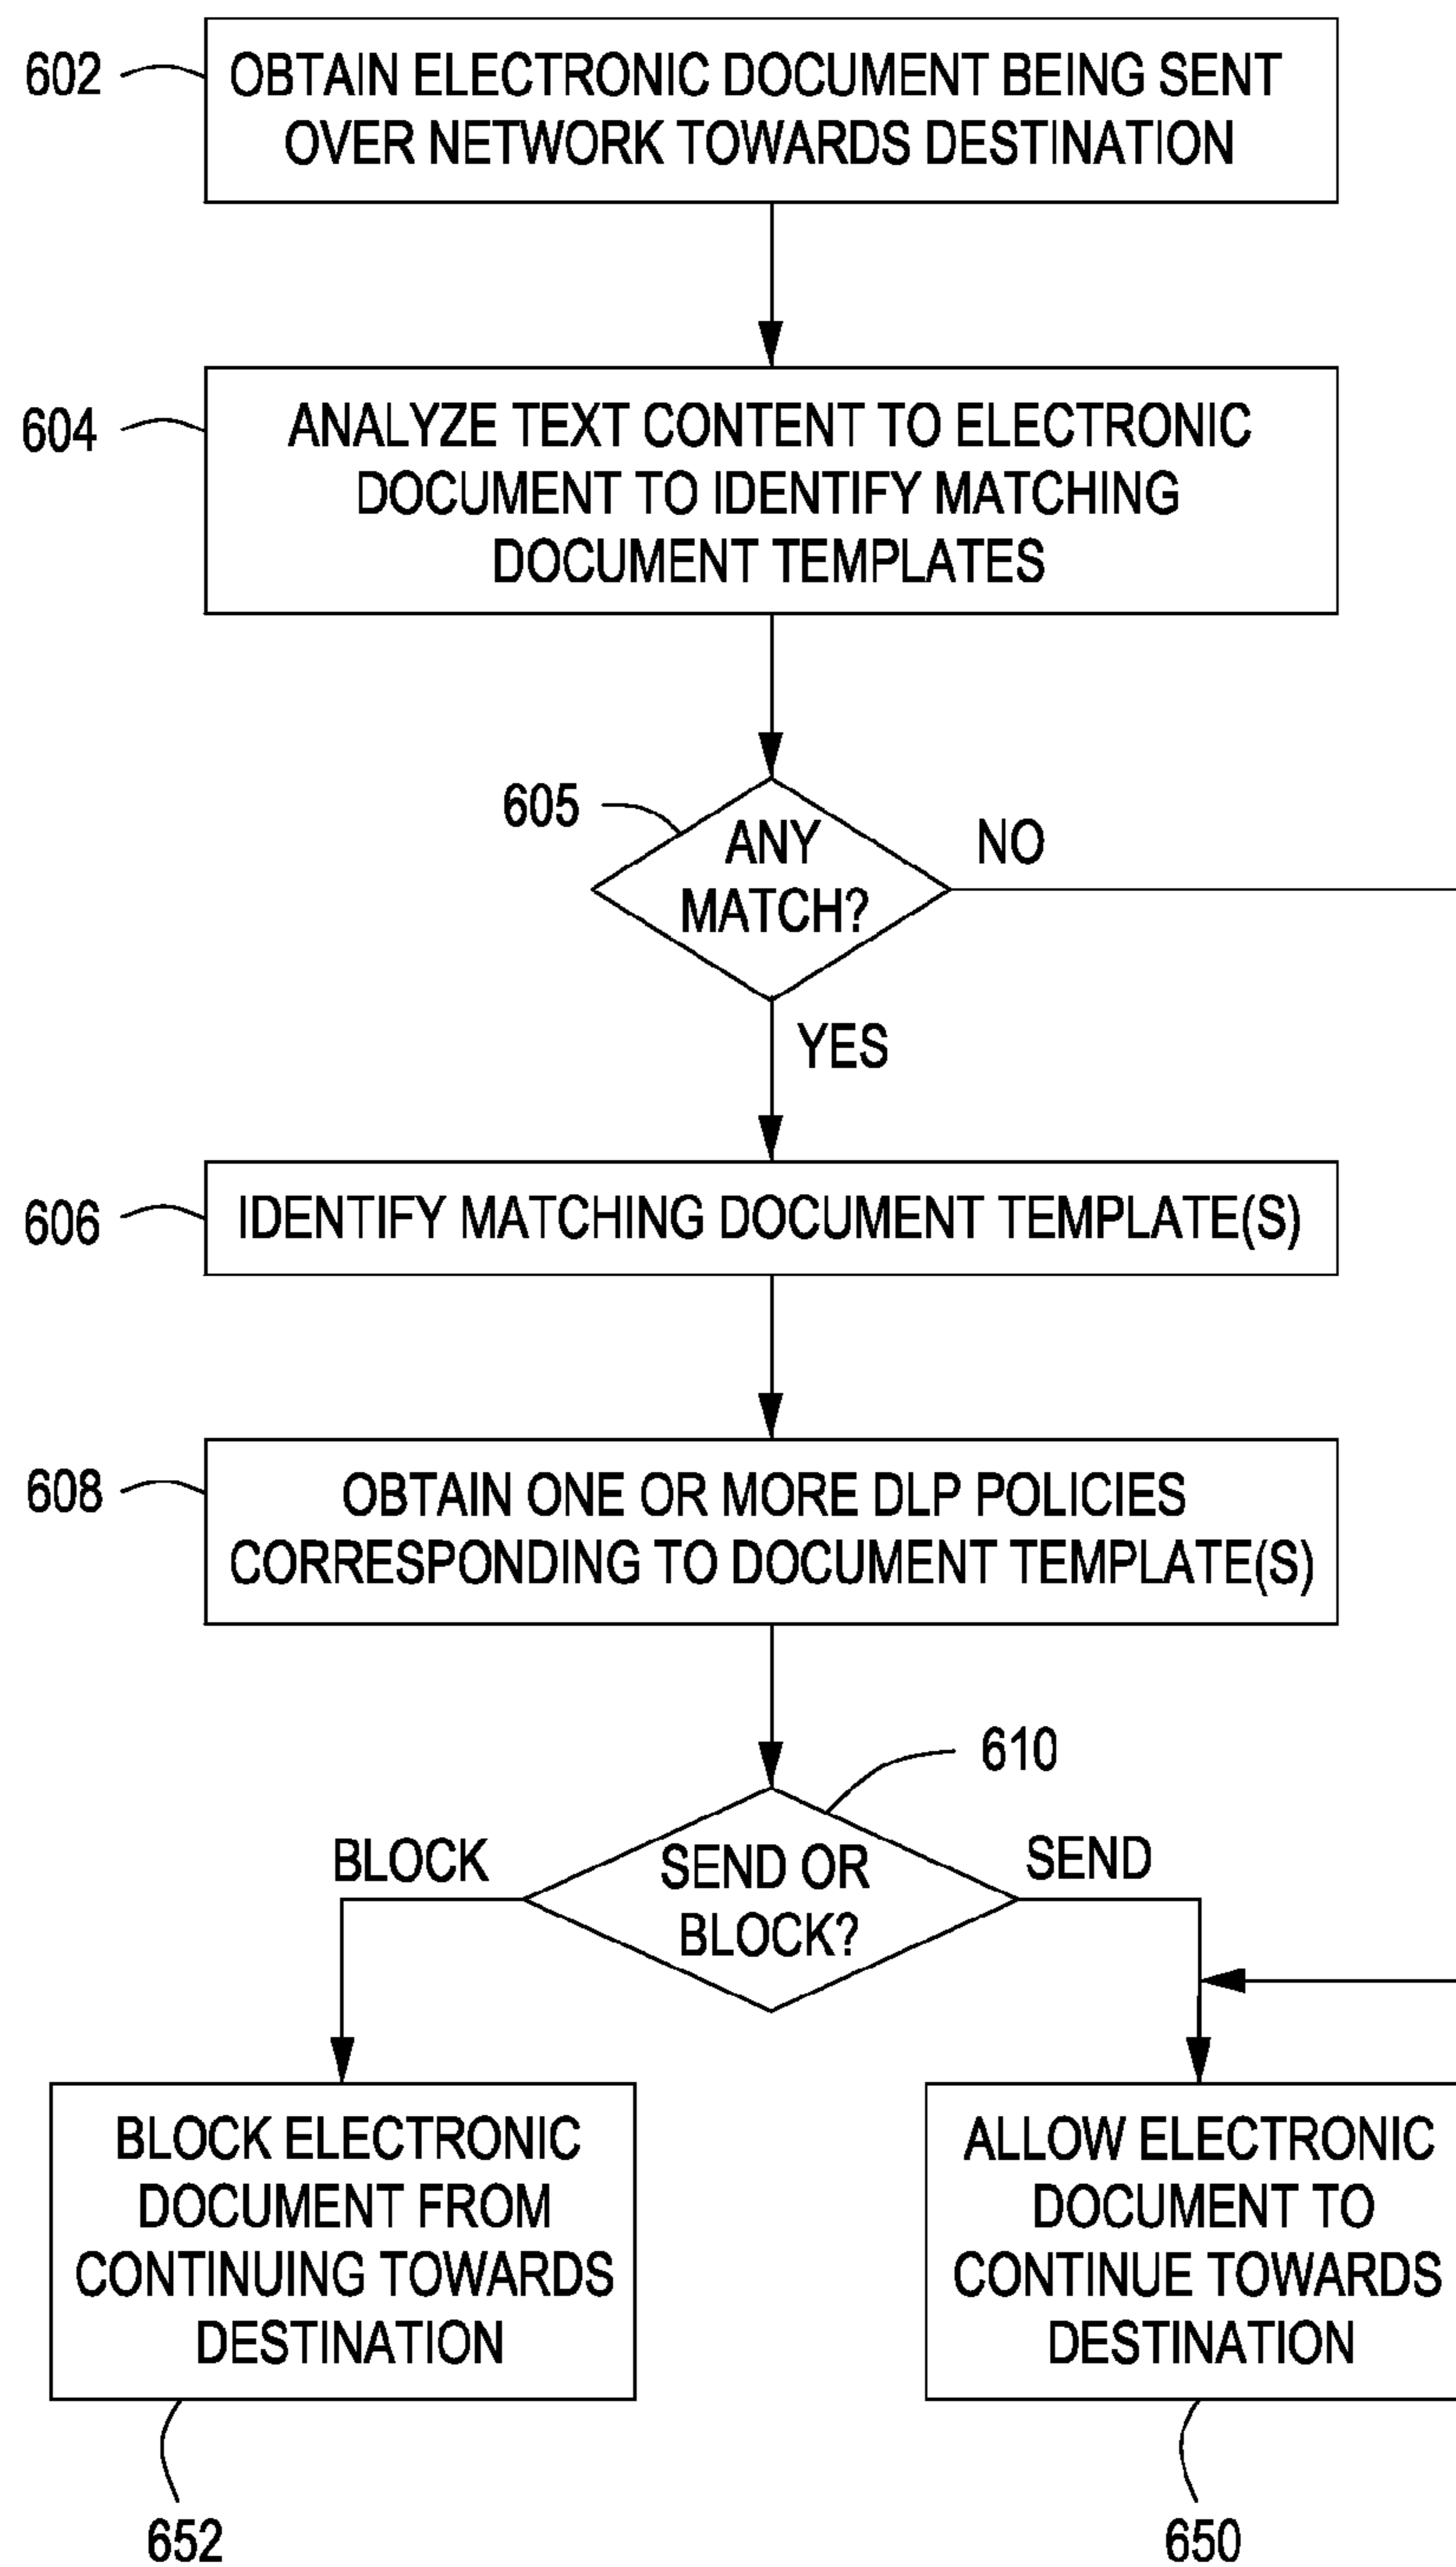 602
OBTAIN ELECTRONIC DOCUMENT BEING SENT
OVER NETWORK TOWARDS DESTINATION
604
ANALYZE TEXT CONTENT TO ELECTRONIC
DOCUMENT TO IDENTIFY MATCHING
DOCUMENT TEMPLATES
605
ANY
MATCH?
NO
YES
606
IDENTIFY MATCHING DOCUMENT TEMPLATE(S)
608
OBTAIN ONE OR MORE DLP POLICIES
CORRESPONDING TO DOCUMENT TEMPLATE(S)
610
BLOCK
SEND OR
BLOCK?
SEND
BLOCK ELECTRONIC
DOCUMENT FROM
CONTINUING TOWARDS
DESTINATION
652
ALLOW ELECTRONIC
DOCUMENT TO
CONTINUE TOWARDS
DESTINATION
650